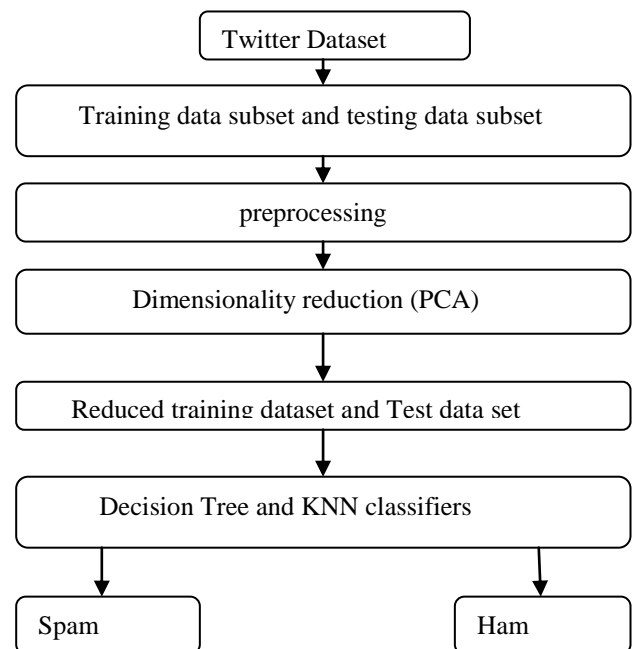 Twitter Dataset
Training data subset and testing data subset
preprocessing
Dimensionality reduction (PCA)
Reduced training dataset and Test data set
Decision Tree and KNN classifiers
Spam
Ham